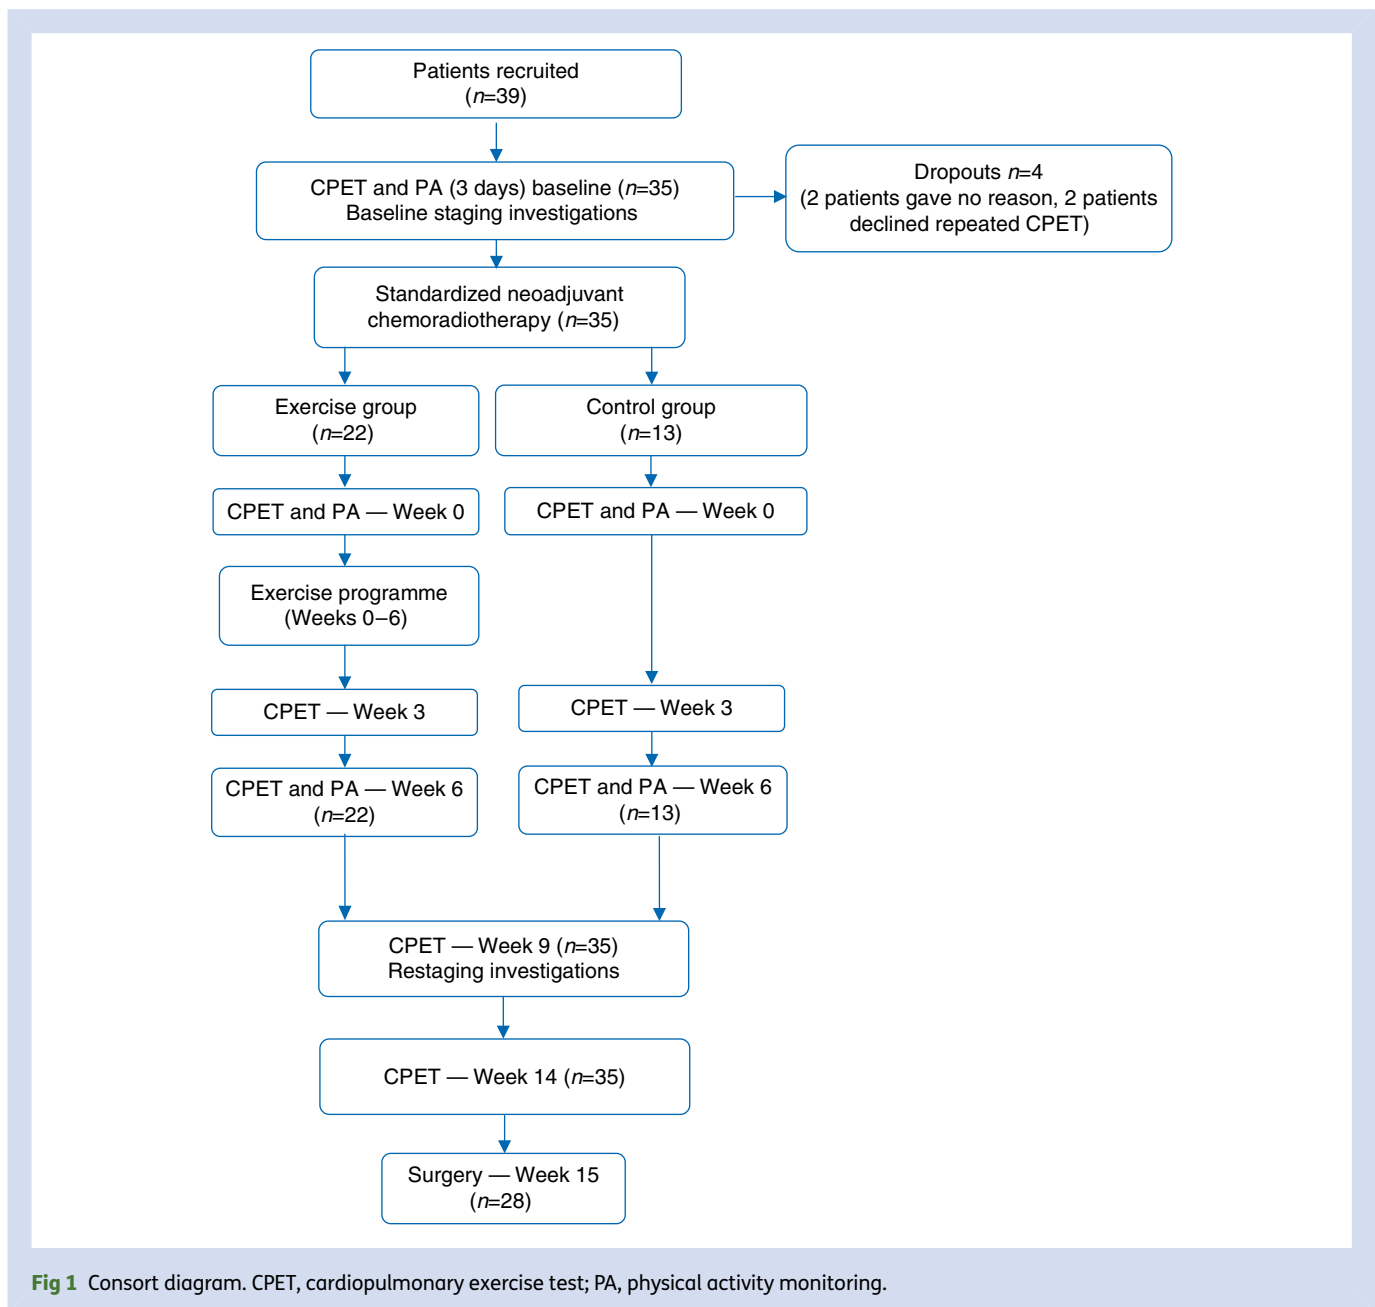 Patients recruited
(n=39)
CPET and PA (3 days) baseline (n=35)
Baseline staging investigations
Dropouts n=4
(2 patients gave no reason, 2 patients
declined repeated CPET)
Standardized neoadjuvant
chemoradiotherapy (n=35)
Exercise group
(n=22)
Control group
(n=13)
CPET and PA — Week 0
CPET and PA — Week 0
Exercise programme
(Weeks 0–6)
CPET — Week 3
CPET — Week 3
CPET and PA — Week 6
(n=22)
CPET and PA — Week 6
(n=13)
CPET — Week 9 (n=35)
Restaging investigations
CPET — Week 14 (n=35)
Surgery — Week 15
(n=28)
Fig 1 Consort diagram. CPET, cardiopulmonary exercise test; PA, physical activity monitoring.